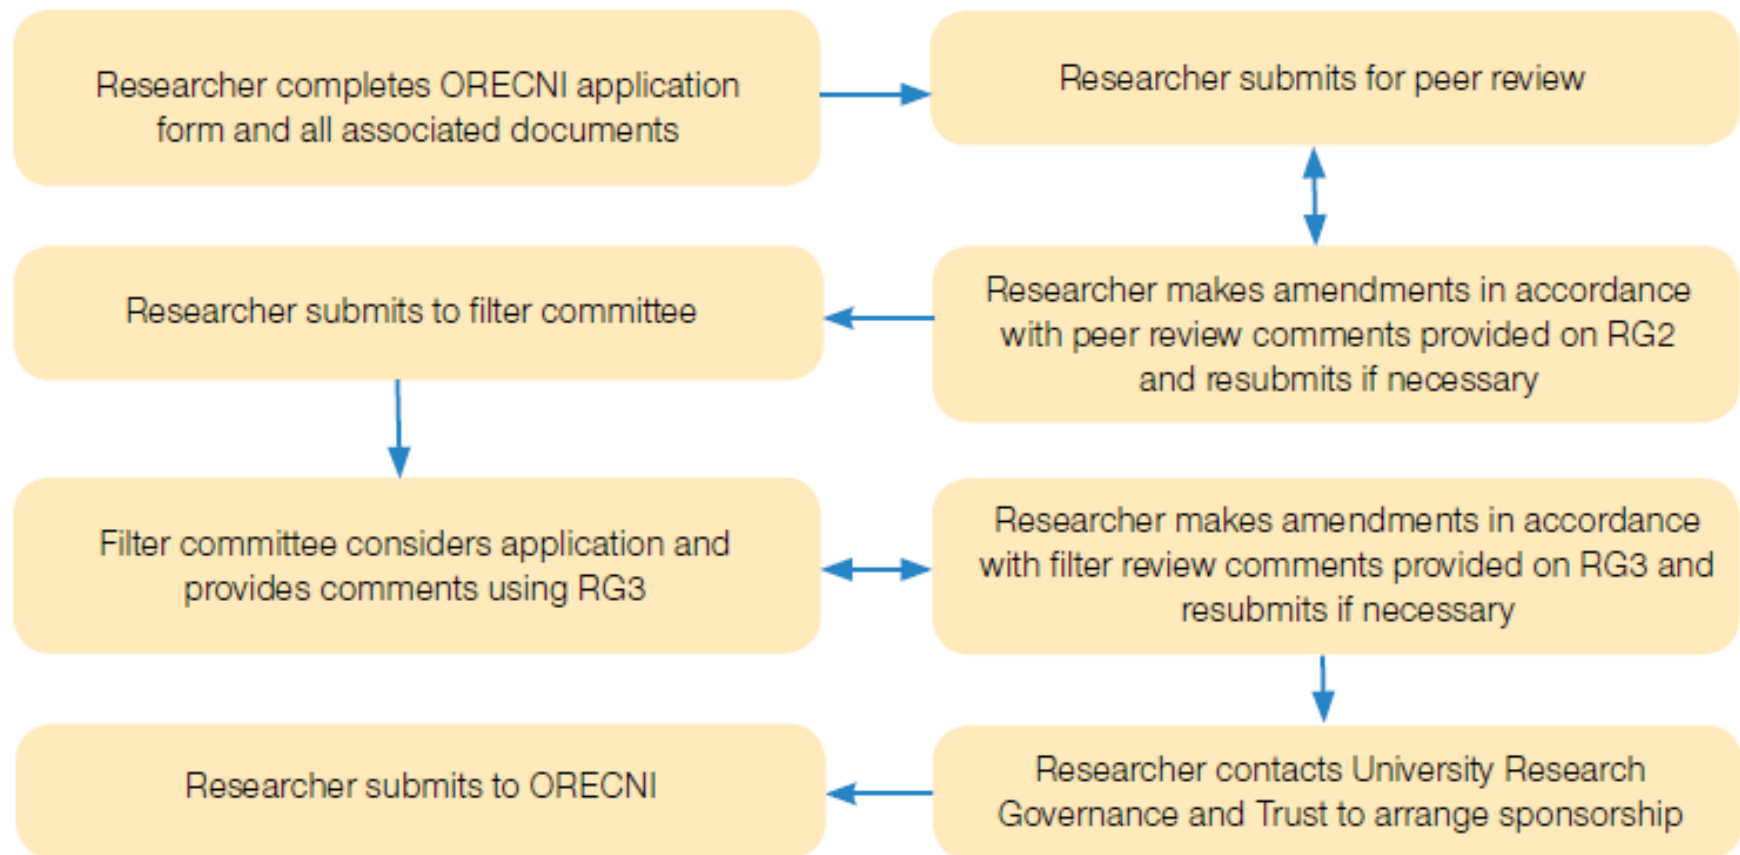 Researcher completes ORECNI application
form and all associated documents
Researcher submits for peer review
Researcher makes amendments in accordance
with peer review comments provided on RG2
and resubmits if necessary
Researcher submits to filter committee
Filter committee considers application and
provides comments using RG3
Researcher makes amendments in accordance
with filter review comments provided on RG3 and
resubmits if necessary
Researcher contacts University Research
Governance and Trust to arrange sponsorship
Researcher submits to ORECNI